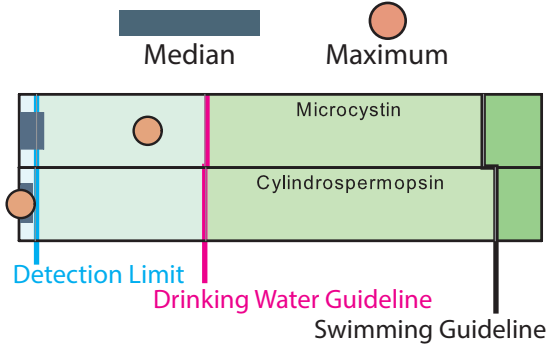 Median
Maximum
Microcystin
Cylindrospermopsin
Detection Limit
Drinking Water Guideline
Swimming Guideline